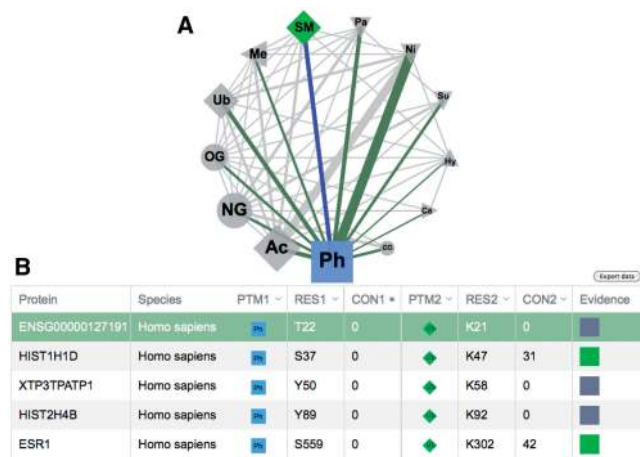 A
SM
Pa
Ni
Me
Su
Ub
OG
Hy
NG
Ca
Ac
Ph
CG
B
Export data
Protein Species PTM1 RES1 CON1 PTM2 RES2 CON2 Evidence
ENSG00000127191 Homo sapiens Ph T22 0 K21 0
HIST1H1D Homo sapiens Ph S37 0 K47 31
XTP3TPATP1 Homo sapiens Ph Y50 0 K58 0
HIST2H4B Homo sapiens Ph Y89 0 K92 0
ESR1 Homo sapiens Ph S559 0 K302 42